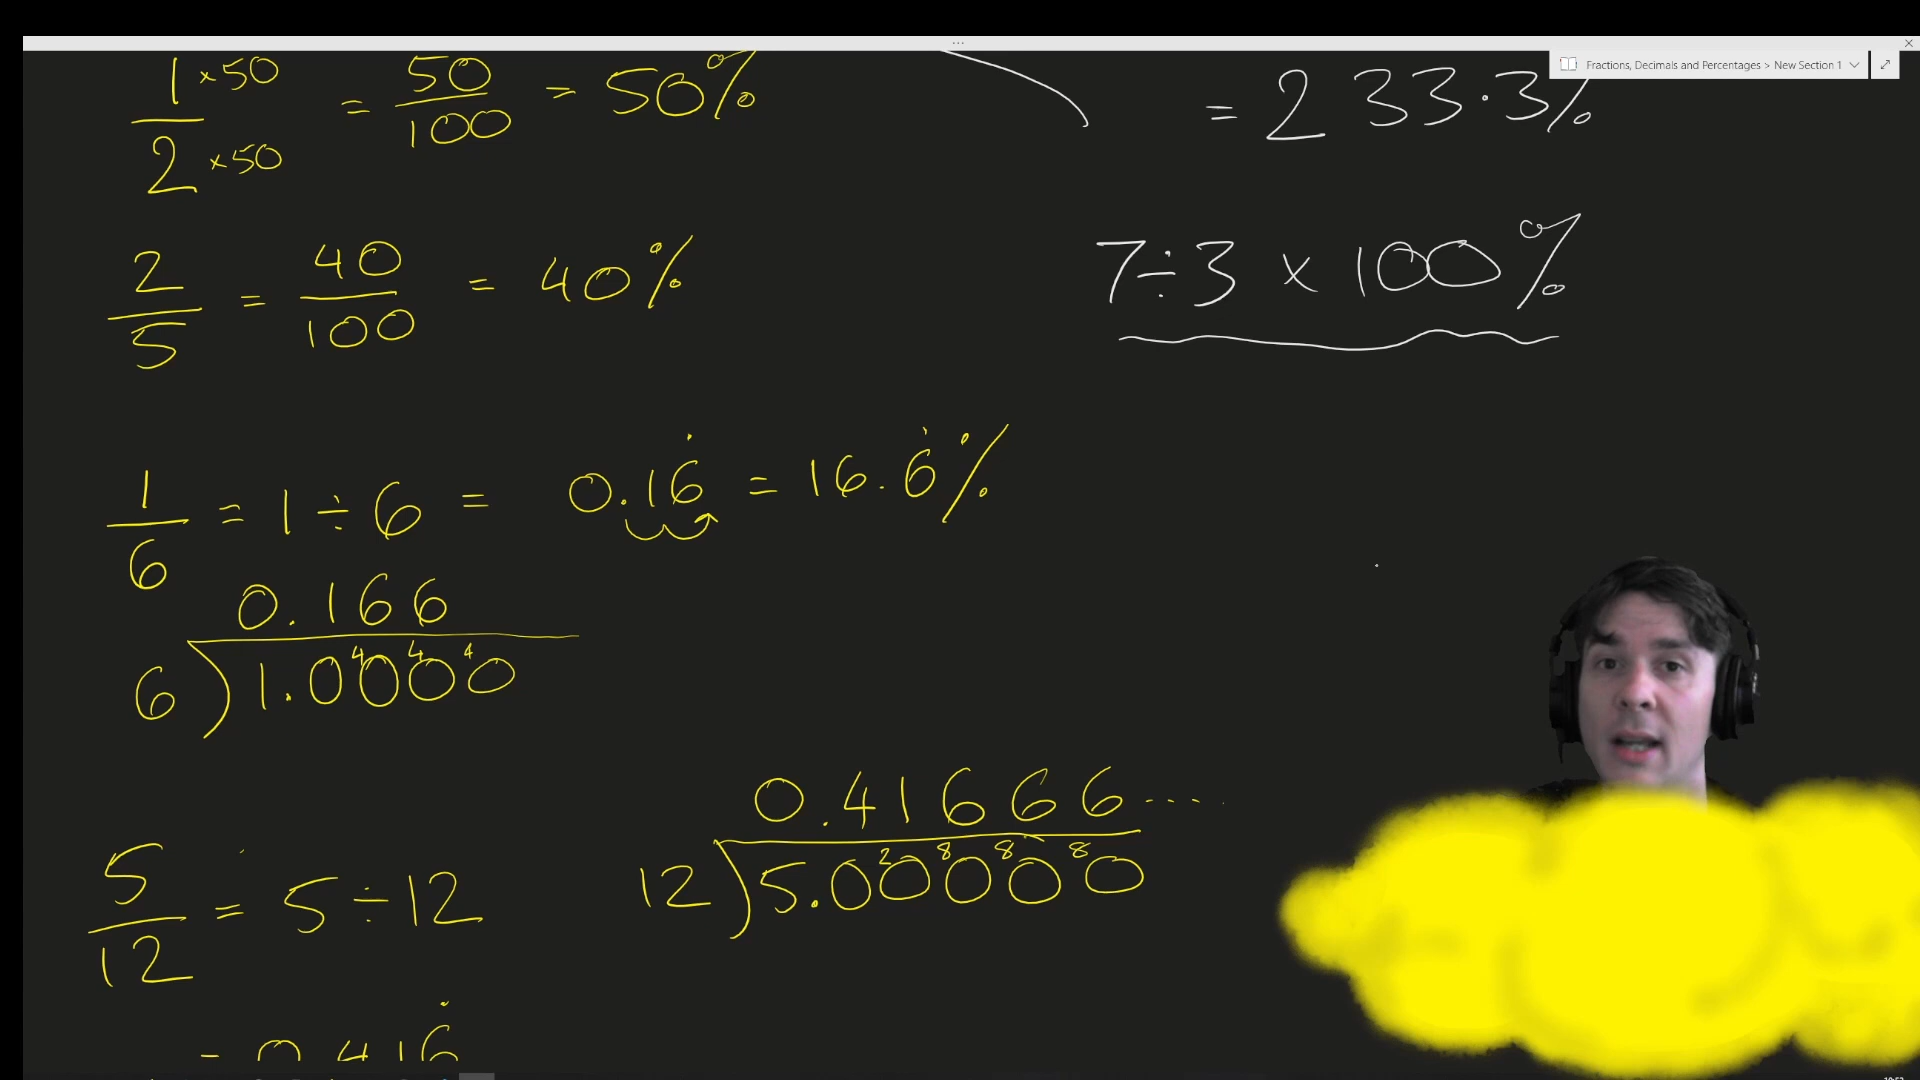 Fractions, Decimals and Percentages > New Section 1
1 ×50 / 2 ×50 = 50/100 = 50%
= 233.3%
2/5 = 40/100 = 40%
7÷3 × 100%
1/6 = 1÷6 = 0.16̇ = 16.6̇%
0.166
6)1.0⁴0⁴0⁴0
0.41666....
5/12 = 5÷12
12)5.0²0⁸0⁸0⁸0
= 0.416̇